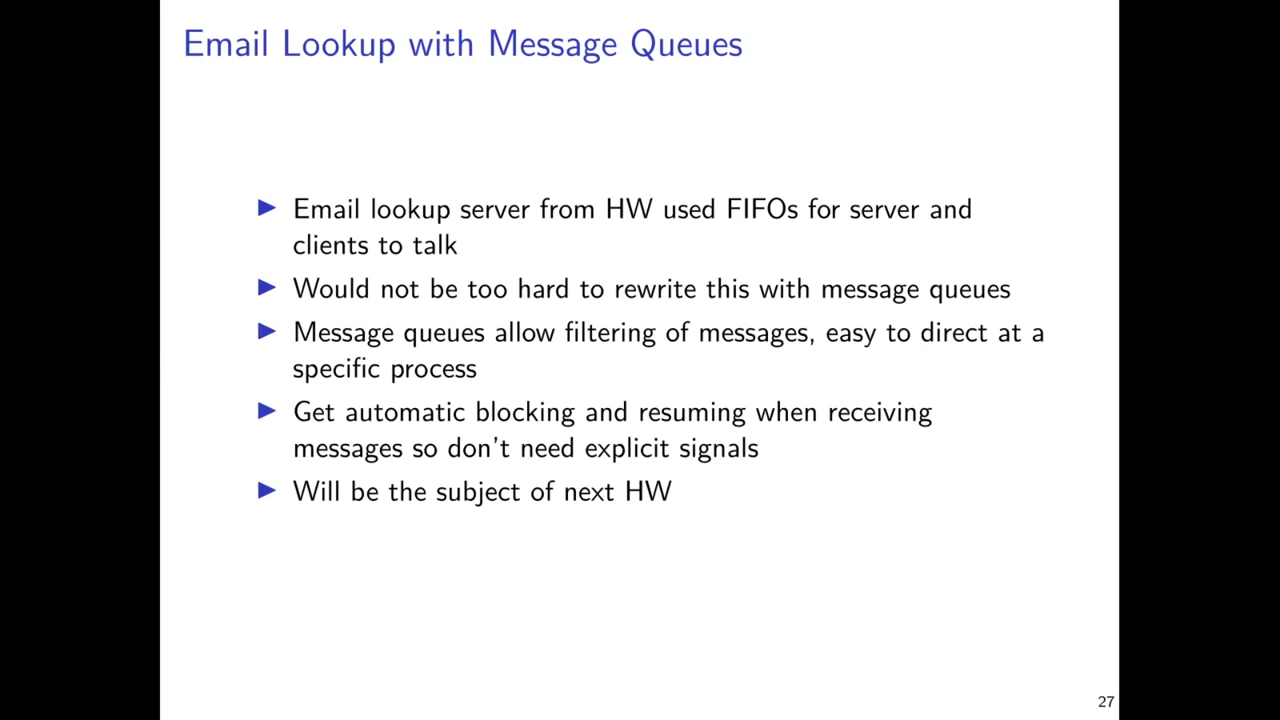 Email Lookup with Message Queues
Email lookup server from HW used FIFOs for server and
clients to talk
Would not be too hard to rewrite this with message queues
Message queues allow filtering of messages, easy to direct at a
specific process
Get automatic blocking and resuming when receiving
messages so don't need explicit signals
Will be the subject of next HW
27